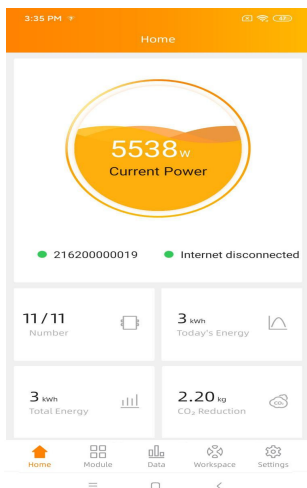 3:35 PM
Home
5538W
Current Power
216200000019
Internet disconnected
11/11
Number
3 kWh
Today's Energy
3 kWh
Total Energy
2.20 kg
CO₂ Reduction
Home
Module
Data
Workspace
Settings